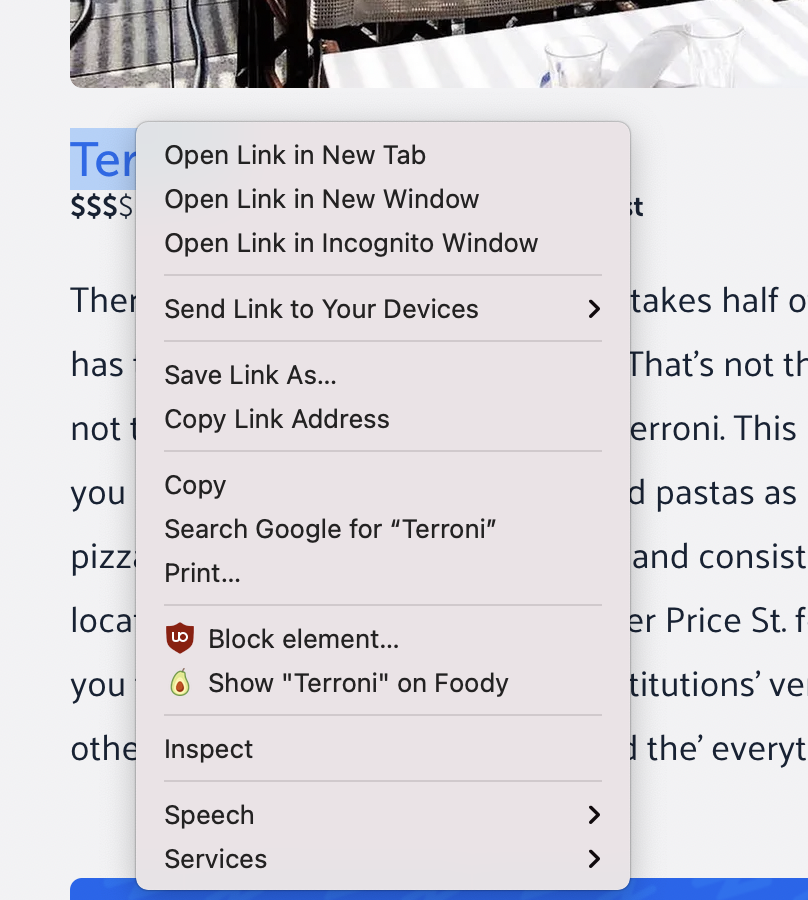 Ter
$$$$
st
Open Link in New Tab
Open Link in New Window
Open Link in Incognito Window
Send Link to Your Devices
Save Link As...
Copy Link Address
Copy
Search Google for “Terroni”
Print...
Block element...
Show "Terroni" on Foody
Inspect
Speech
Services
Ther takes half o
has That’s not th
not t erroni. This
you d pastas as
pizza and consist
locat er Price St. f
you titutions’ ver
othe d the’ everyt